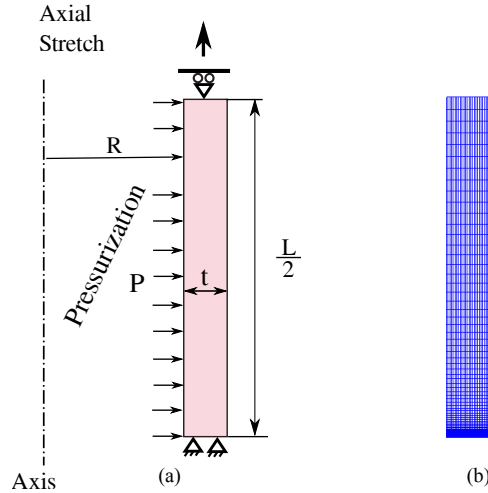 Axial
Stretch
R
Pressurization
P
t
L
2
Axis
(a)
(b)